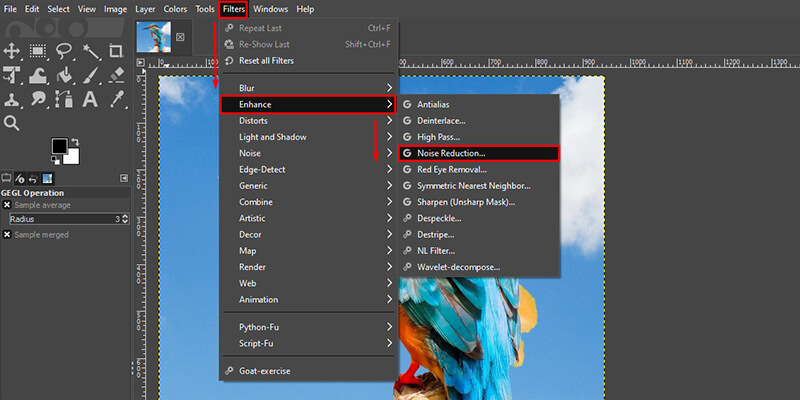 File Edit Select View Image Layer Colors Tools Filters Windows Help
Repeat Last Ctrl+F
Re-Show Last Shift+Ctrl+F
Reset all Filters
Blur
Enhance
Distorts
Light and Shadow
Noise
Edge-Detect
Generic
Combine
Artistic
Decor
Map
Render
Web
Animation
Python-Fu
Script-Fu
Goat-exercise
Antialias
Deinterlace...
High Pass...
Noise Reduction...
Red Eye Removal...
Symmetric Nearest Neighbor...
Sharpen (Unsharp Mask)...
Despeckle...
Destripe...
NL Filter...
Wavelet-decompose...
GEGL Operation
Sample average
Radius 3
Sample merged